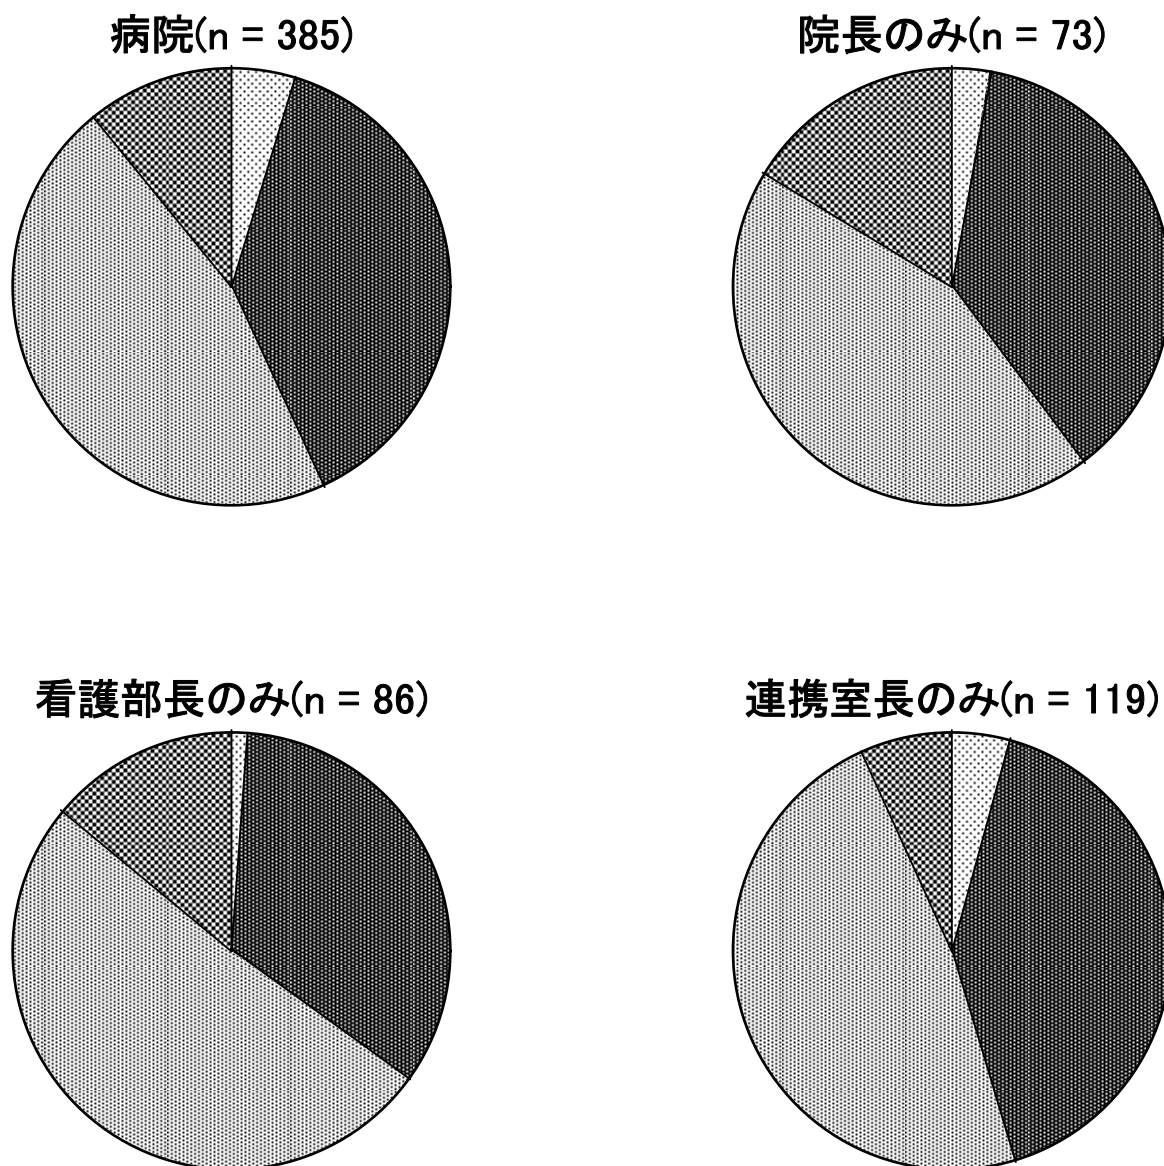 病院(n = 385)
院長のみ(n = 73)
看護部長のみ(n = 86)
連携室長のみ(n = 119)